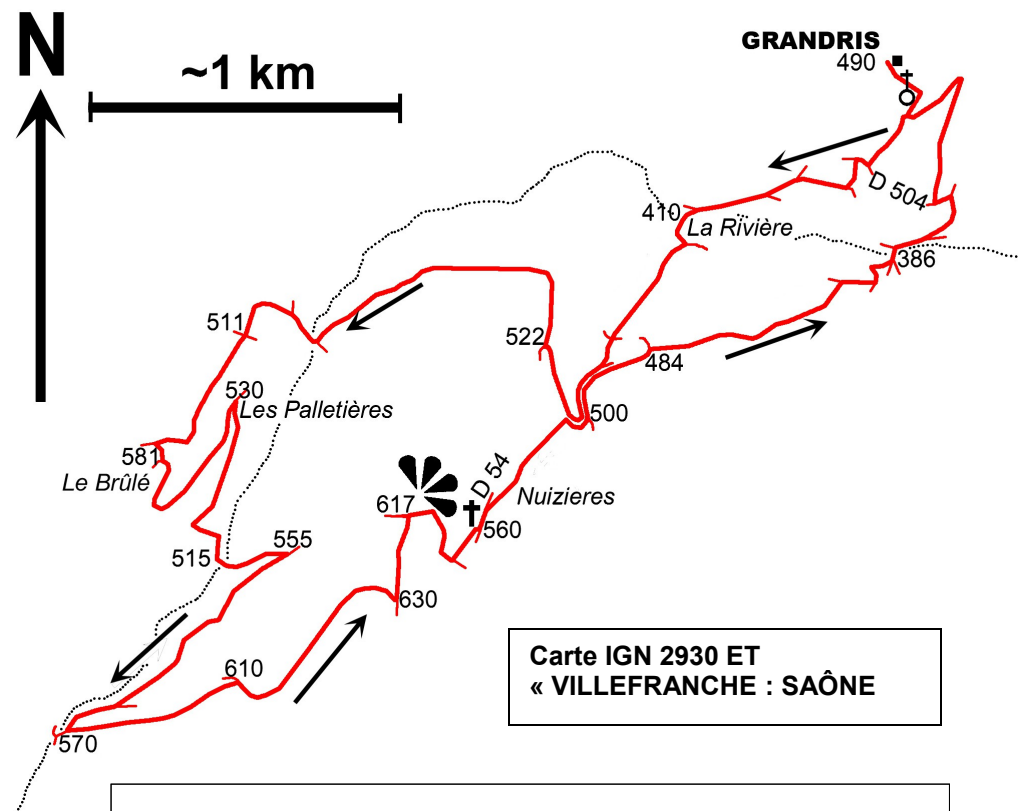 N
~1 km
GRANDRIS
490
D 504
410
La Rivière
386
511
522
484
530
Les Palletières
500
581
Le Brûlé
D 54
Nuizieres
617
560
515
555
630
610
570
Carte IGN 2930 ET
« VILLEFRANCHE : SAÔNE